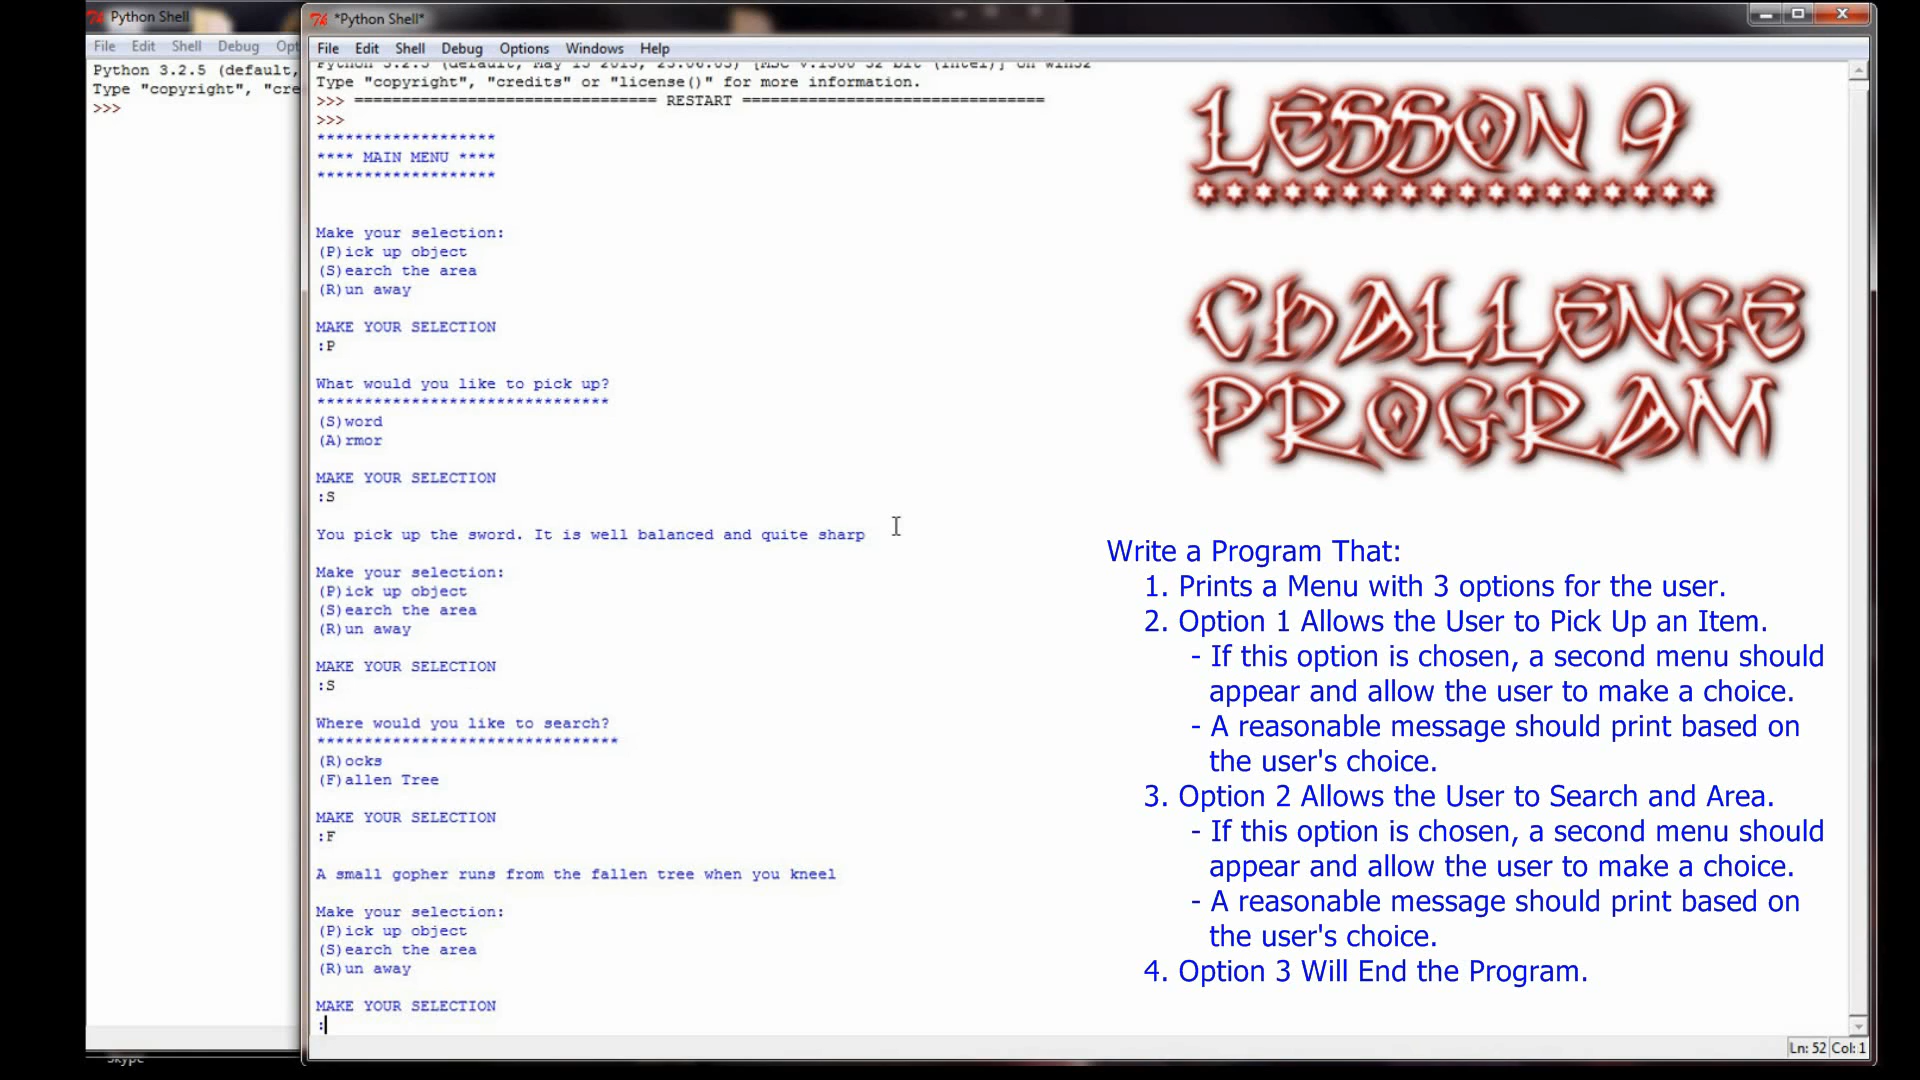 Python Shell
File Edit Shell Debug
Python 3.2.5 (default,
Type "copyright", "cre
>>>
*Python Shell*
File Edit Shell Debug Options Windows Help
Type "copyright", "credits" or "license()" for more information.
>>> ================================ RESTART ================================
>>>
*******************
**** MAIN MENU ****
*******************
Make your selection:
(P)ick up object
(S)earch the area
(R)un away
MAKE YOUR SELECTION
:P
What would you like to pick up?
*******************************
(S)word
(A)rmor
MAKE YOUR SELECTION
:S
You pick up the sword. It is well balanced and quite sharp
Make your selection:
(P)ick up object
(S)earch the area
(R)un away
MAKE YOUR SELECTION
:S
Where would you like to search?
********************************
(R)ocks
(F)allen Tree
MAKE YOUR SELECTION
:F
A small gopher runs from the fallen tree when you kneel
Make your selection:
(P)ick up object
(S)earch the area
(R)un away
MAKE YOUR SELECTION
:
LESSON 9
******************
CHALLENGE
PROGRAM
Write a Program That:
1. Prints a Menu with 3 options for the user.
2. Option 1 Allows the User to Pick Up an Item.
- If this option is chosen, a second menu should
appear and allow the user to make a choice.
- A reasonable message should print based on
the user's choice.
3. Option 2 Allows the User to Search and Area.
- If this option is chosen, a second menu should
appear and allow the user to make a choice.
- A reasonable message should print based on
the user's choice.
4. Option 3 Will End the Program.
Ln: 52 Col: 1